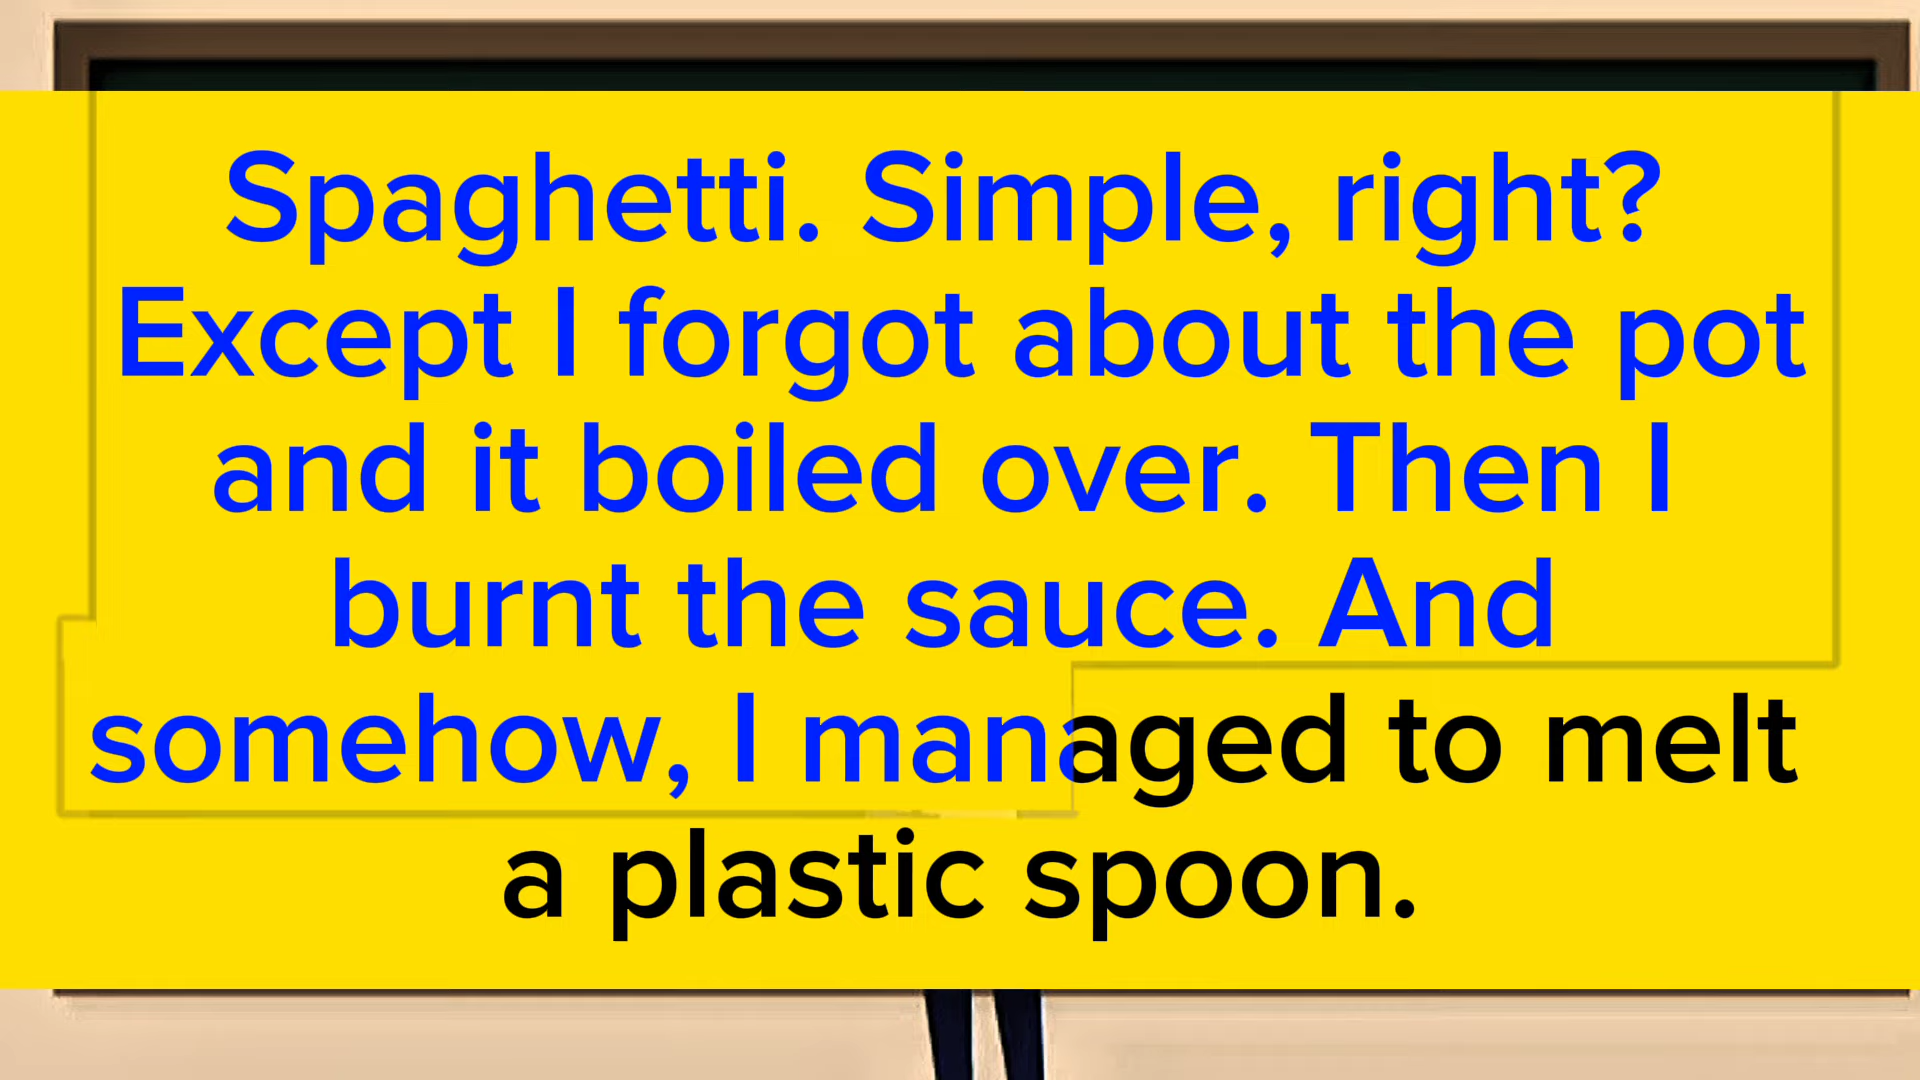 Spaghetti. Simple, right?
Except I forgot about the pot
and it boiled over. Then I
burnt the sauce. And
somehow, I managed to melt
a plastic spoon.